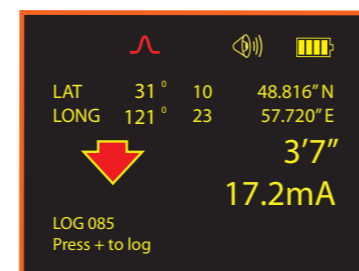 LAT 31° 10 48.816” N
LONG 121° 23 57.720” E
3’7”
17.2mA
LOG 085
Press + to log